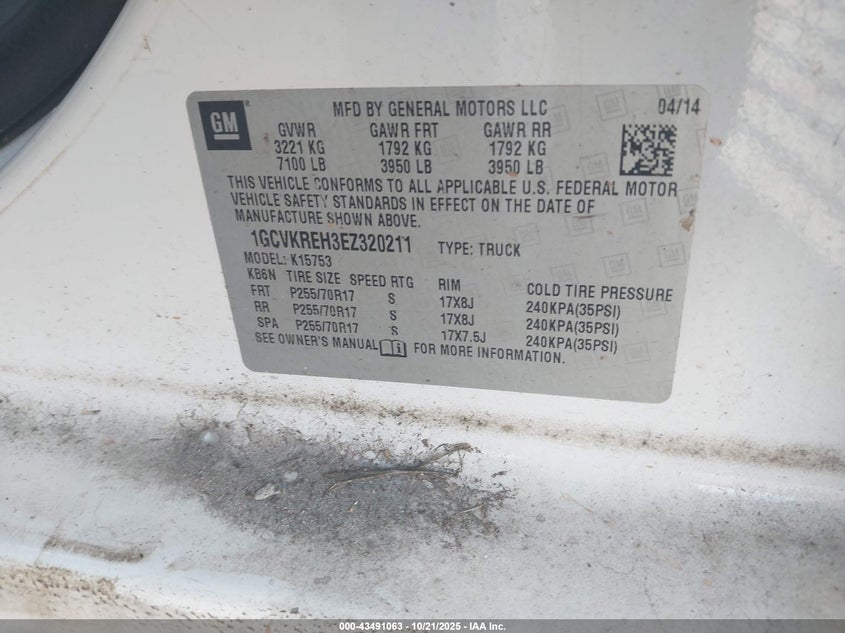 GM
MFD BY GENERAL MOTORS LLC 04/14
GVWR GAWR FRT GAWR RR
3221 KG 1792 KG 1792 KG
7100 LB 3950 LB 3950 LB
THIS VEHICLE CONFORMS TO ALL APPLICABLE U.S. FEDERAL MOTOR
VEHICLE SAFETY STANDARDS IN EFFECT ON THE DATE OF
MANUFACTURE SHOWN ABOVE.
1GCVKREH3EZ320211 TYPE: TRUCK
MODEL: K15753
KB6N TIRE SIZE SPEED RTG RIM COLD TIRE PRESSURE
FRT P255/70R17 S 17X8J 240KPA(35PSI)
RR P255/70R17 S 17X8J 240KPA(35PSI)
SPA P255/70R17 S 17X7.5J 240KPA(35PSI)
SEE OWNER'S MANUAL FOR MORE INFORMATION.
000-43491063 - 10/21/2025 - IAA Inc.